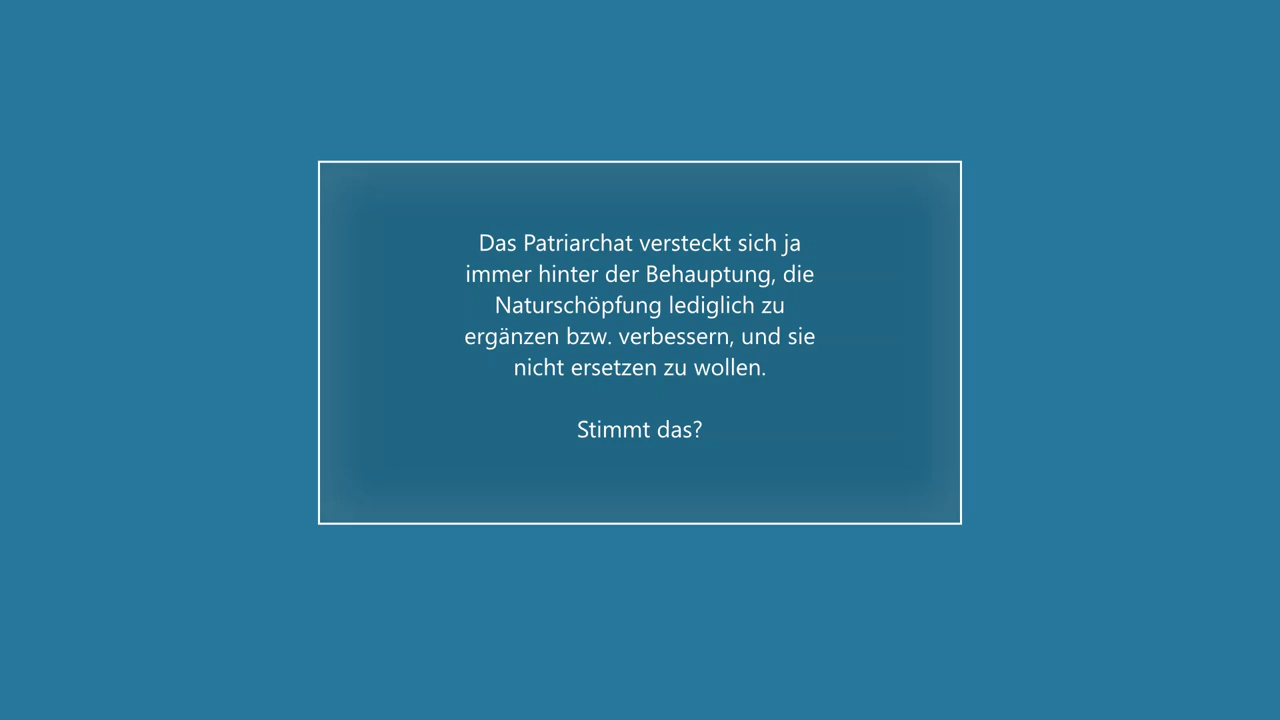 Das Patriarchat versteckt sich ja
immer hinter der Behauptung, die
Naturschöpfung lediglich zu
ergänzen bzw. verbessern, und sie
nicht ersetzen zu wollen.
Stimmt das?